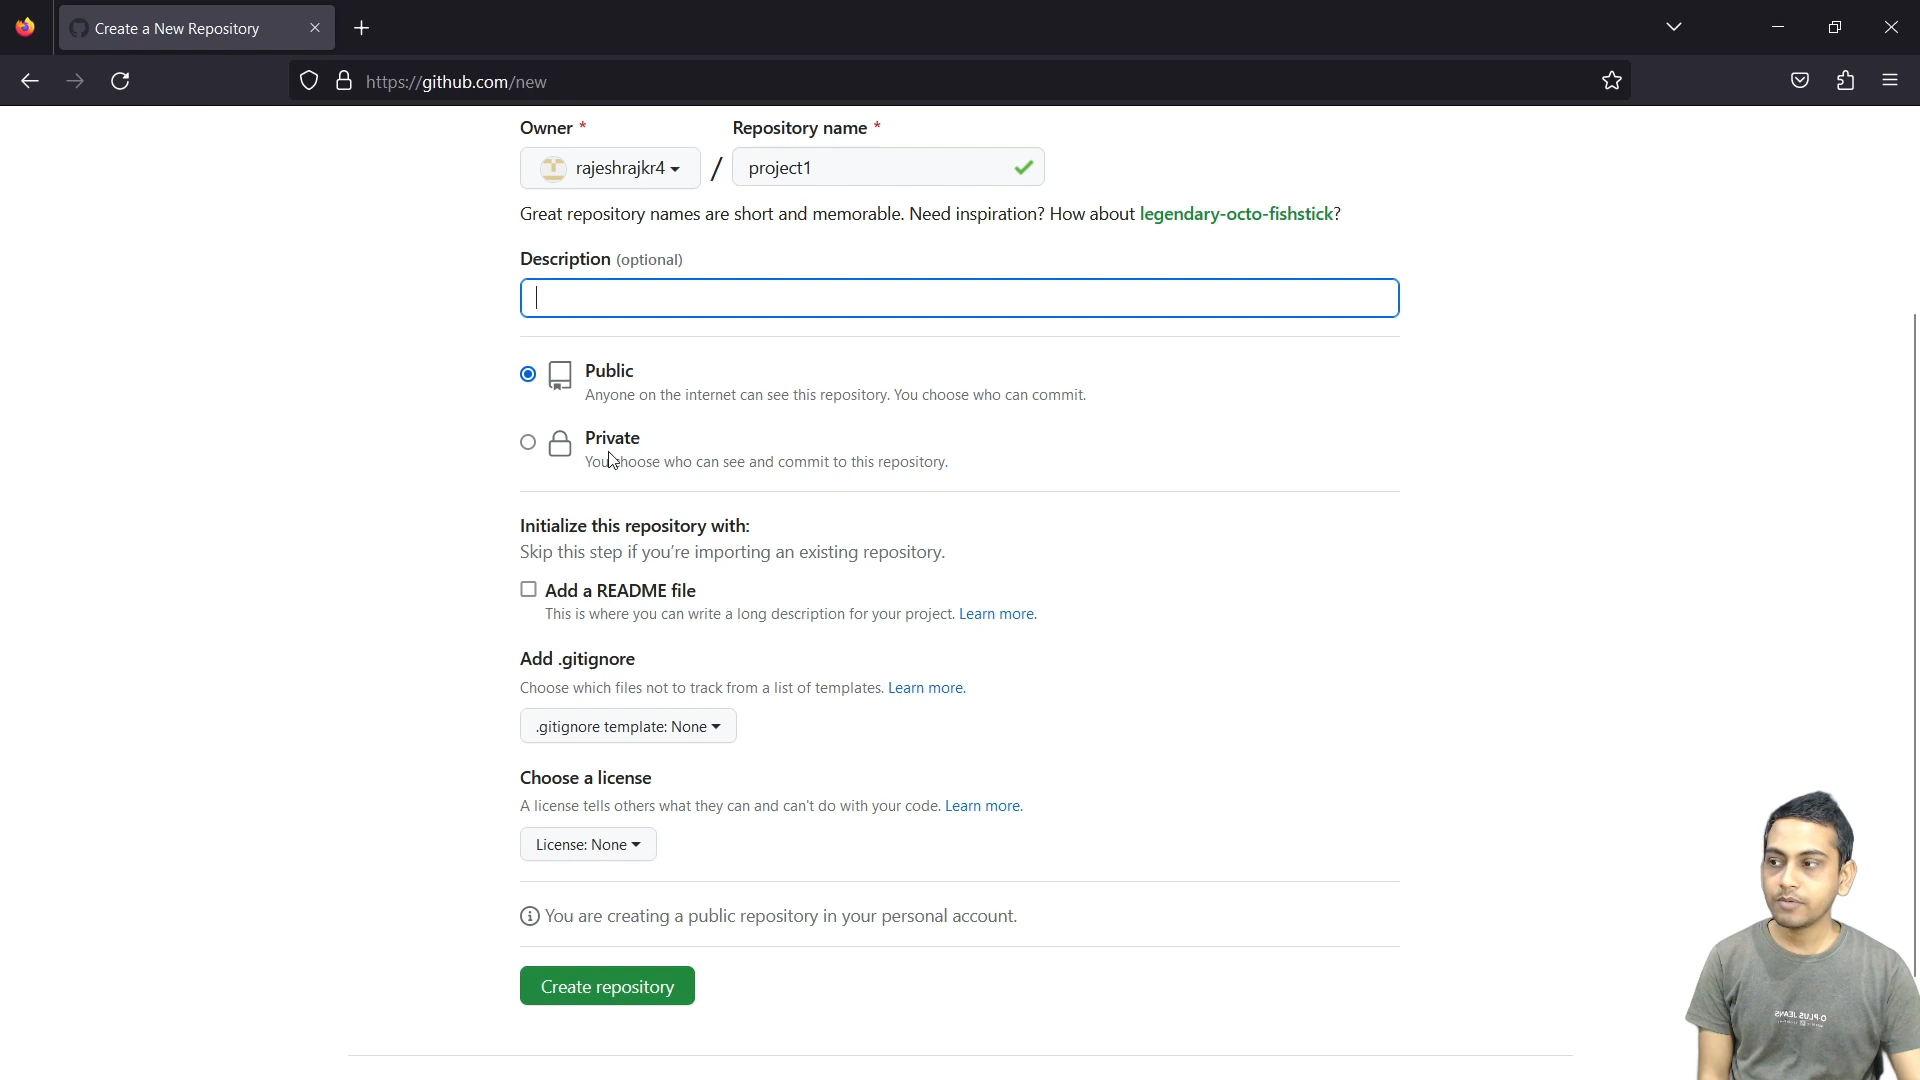 Create a New Repository
https://github.com/new
Owner *
Repository name *
rajeshrajkr4 / project1
Great repository names are short and memorable. Need inspiration? How about legendary-octo-fishstick?
Description (optional)
Public
Anyone on the internet can see this repository. You choose who can commit.
Private
You choose who can see and commit to this repository.
Initialize this repository with:
Skip this step if you're importing an existing repository.
Add a README file
This is where you can write a long description for your project. Learn more.
Add .gitignore
Choose which files not to track from a list of templates. Learn more.
.gitignore template: None
Choose a license
A license tells others what they can and can't do with your code. Learn more.
License: None
You are creating a public repository in your personal account.
Create repository
O-PLUS JEANS